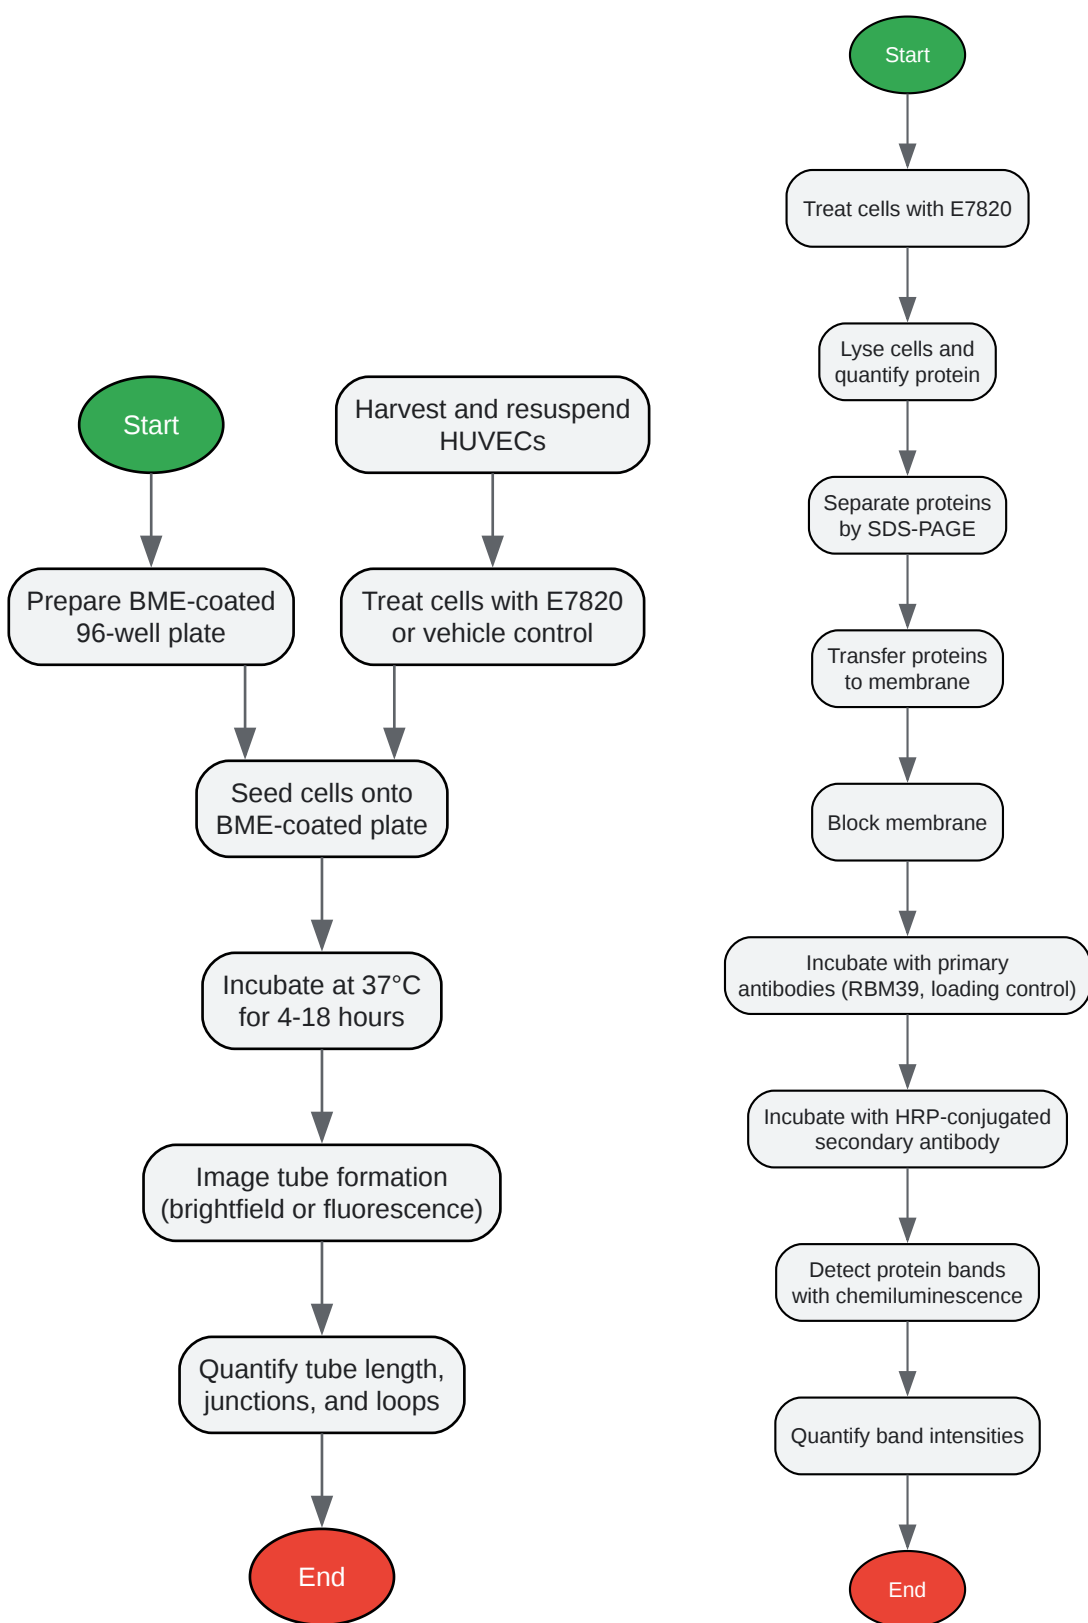 Start
Harvest and resuspend
HUVECs
Prepare BME-coated
96-well plate
Treat cells with E7820
or vehicle control
Seed cells onto
BME-coated plate
Incubate at 37°C
for 4-18 hours
Image tube formation
(brightfield or fluorescence)
Quantify tube length,
junctions, and loops
End
Start
Treat cells with E7820
Lyse cells and
quantify protein
Separate proteins
by SDS-PAGE
Transfer proteins
to membrane
Block membrane
Incubate with primary
antibodies (RBM39, loading control)
Incubate with HRP-conjugated
secondary antibody
Detect protein bands
with chemiluminescence
Quantify band intensities
End